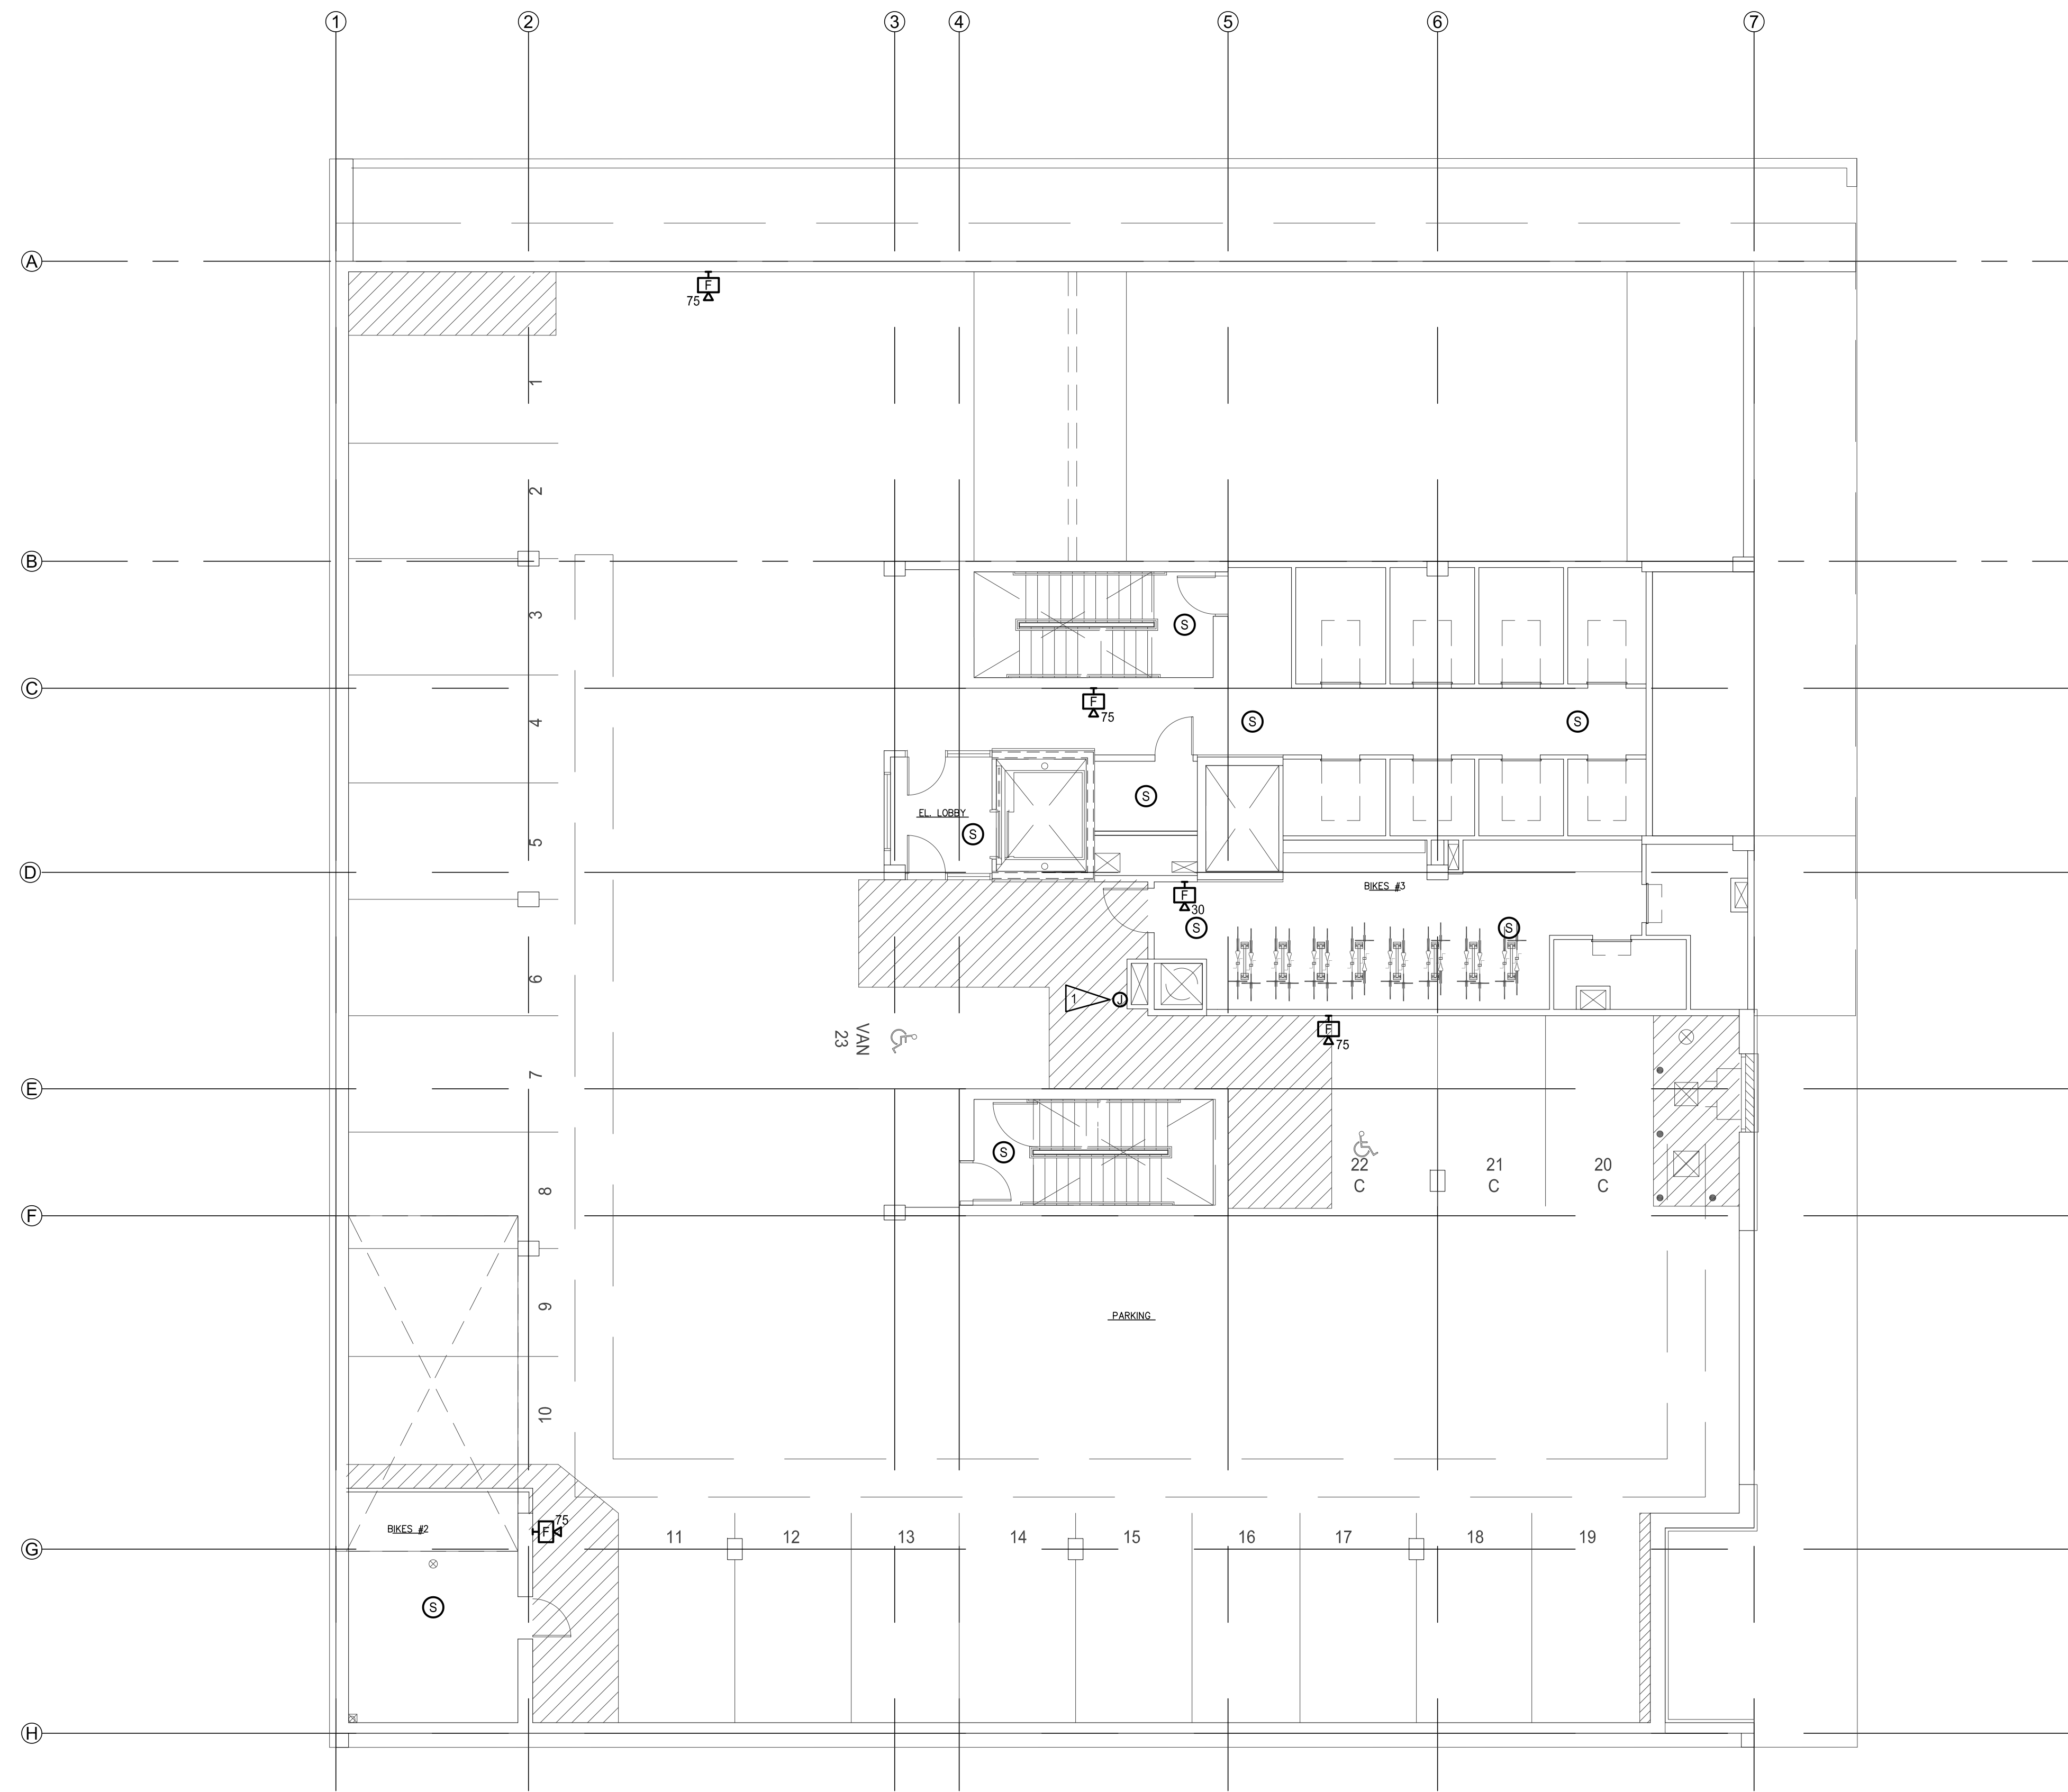 1 2 3 4 5 6 7
A
F
75
1
2
B
3
S
C
F
75
4
S
S
S
EL. LOBBY
S
5
D
BIKES #3
F
30
S
S
6
1
J
VAN
23
F
75
7
E
S
22
C
21
C
20
C
8
F
9
PARKING
10
75
F
BIKES #2
11 12 13 14 15 16 17 18 19
G
S
H